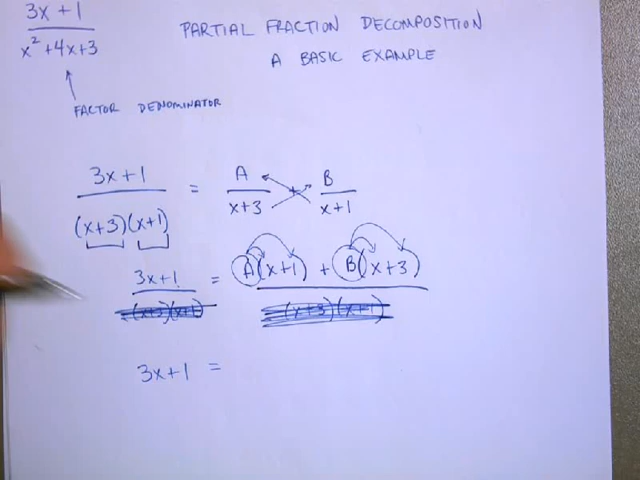 3x + 1
x² + 4x + 3
PARTIAL FRACTION DECOMPOSITION
A BASIC EXAMPLE
FACTOR DENOMINATOR
3x + 1 = A + B
(x+3)(x+1) x+3 x+1
3x+1 = A(x+1) + B(x+3)
(x+3)(x+1) (x+3)(x+1)
3x+1 =